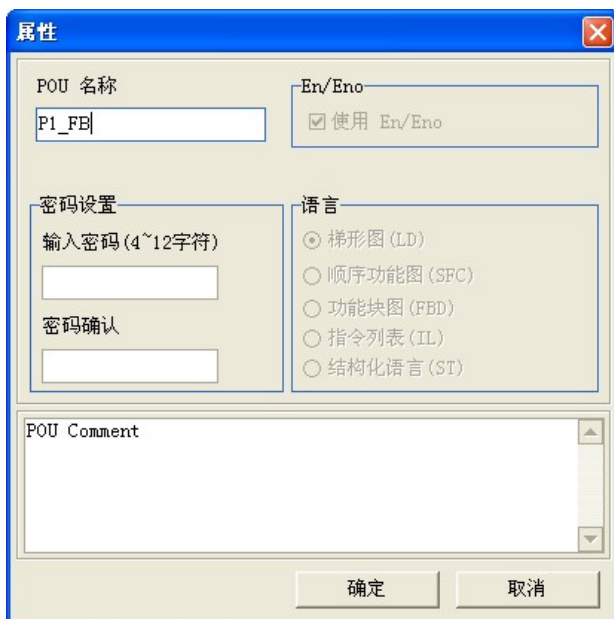 属性
POU 名称
P1_FB
En/Eno
使用 En/Eno
密码设置
输入密码(4~12字符)
密码确认
语言
梯形图(LD)
顺序功能图(SFC)
功能块图(FBD)
指令列表(IL)
结构化语言(ST)
POU Comment
确定
取消